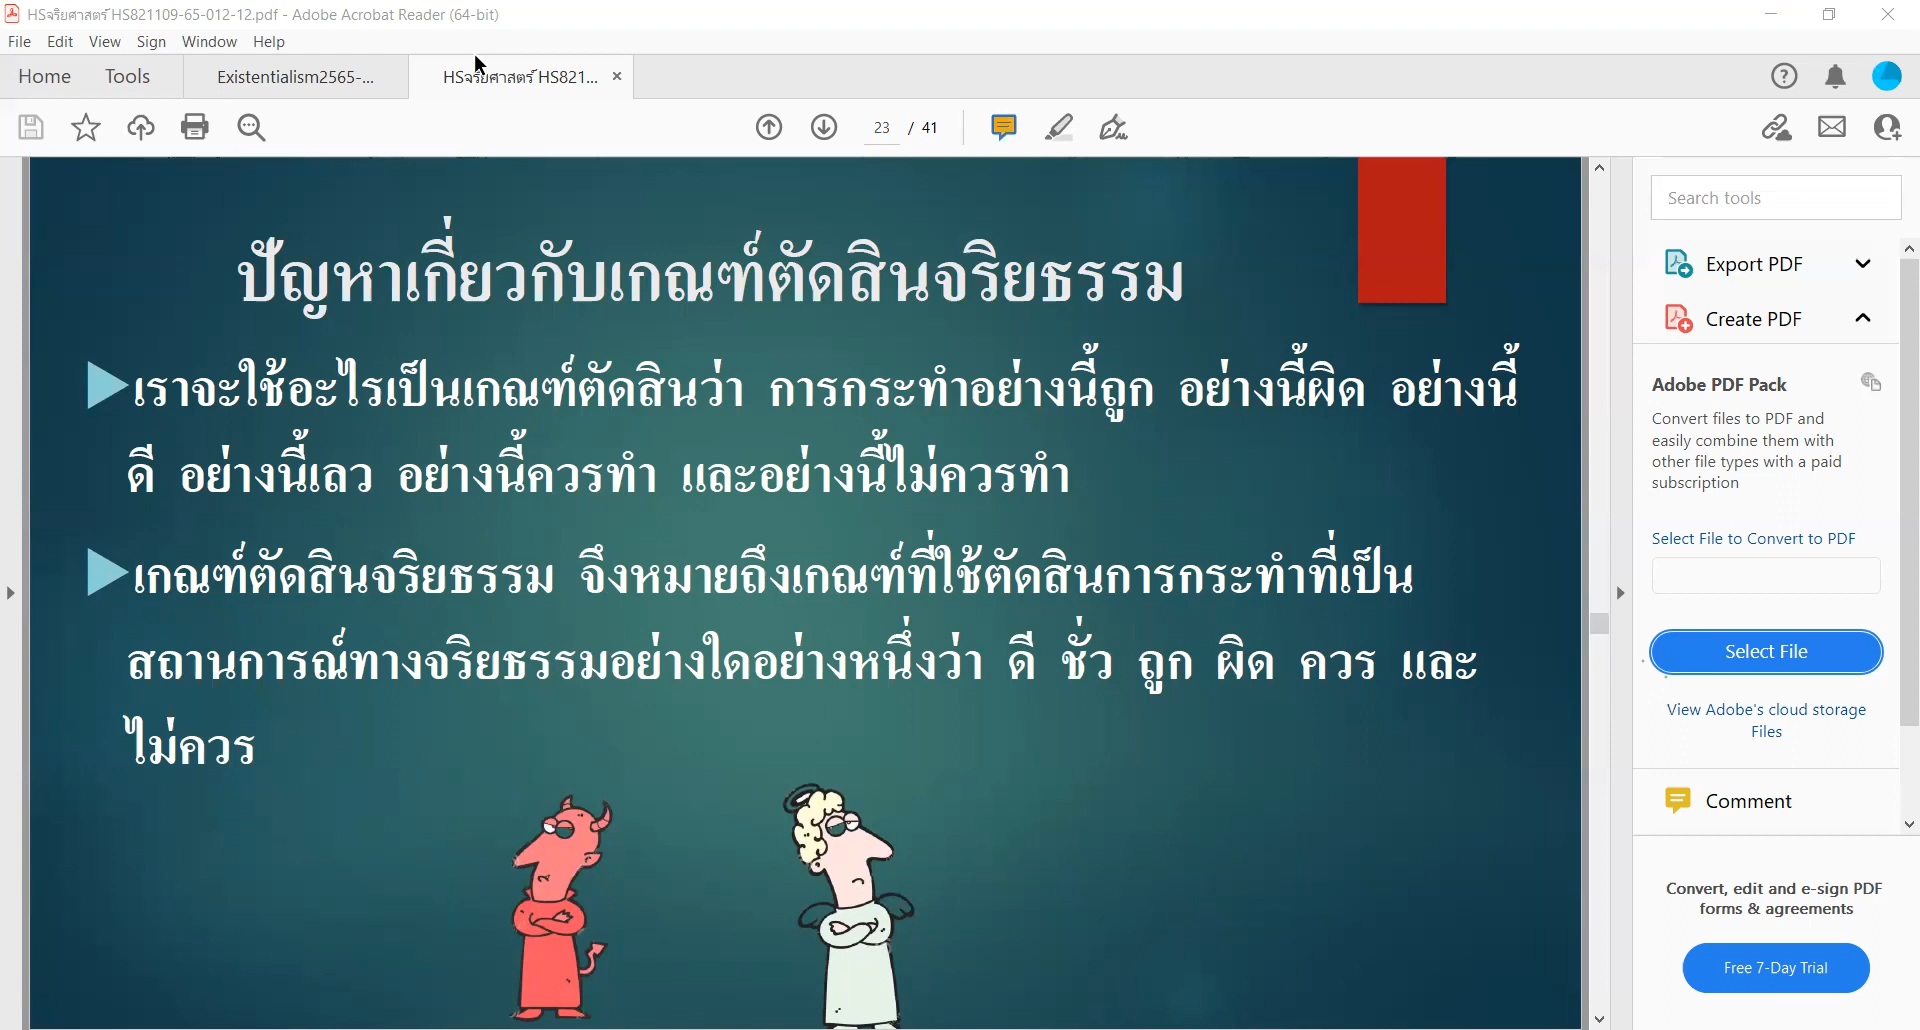 HSจริยศาสตร์ HS821109-65-012-12.pdf - Adobe Acrobat Reader (64-bit)
File Edit View Sign Window Help
Home Tools Existentialism2565-... HSจริยศาสตร์ HS821...
23 / 41
Search tools
ปัญหาเกี่ยวกับเกณฑ์ตัดสินจริยธรรม
เราจะใช้อะไรเป็นเกณฑ์ตัดสินว่า การกระทำอย่างนี้ถูก อย่างนี้ผิด อย่างนี้
ดี อย่างนี้เลว อย่างนี้ควรทำ และอย่างนี้ไม่ควรทำ
เกณฑ์ตัดสินจริยธรรม จึงหมายถึงเกณฑ์ที่ใช้ตัดสินการกระทำที่เป็น
สถานการณ์ทางจริยธรรมอย่างใดอย่างหนึ่งว่า ดี ชั่ว ถูก ผิด ควร และ
ไม่ควร
Export PDF
Create PDF
Adobe PDF Pack
Convert files to PDF and
easily combine them with
other file types with a paid
subscription
Select File to Convert to PDF
Select File
View Adobe's cloud storage
Files
Comment
Convert, edit and e-sign PDF
forms & agreements
Free 7-Day Trial